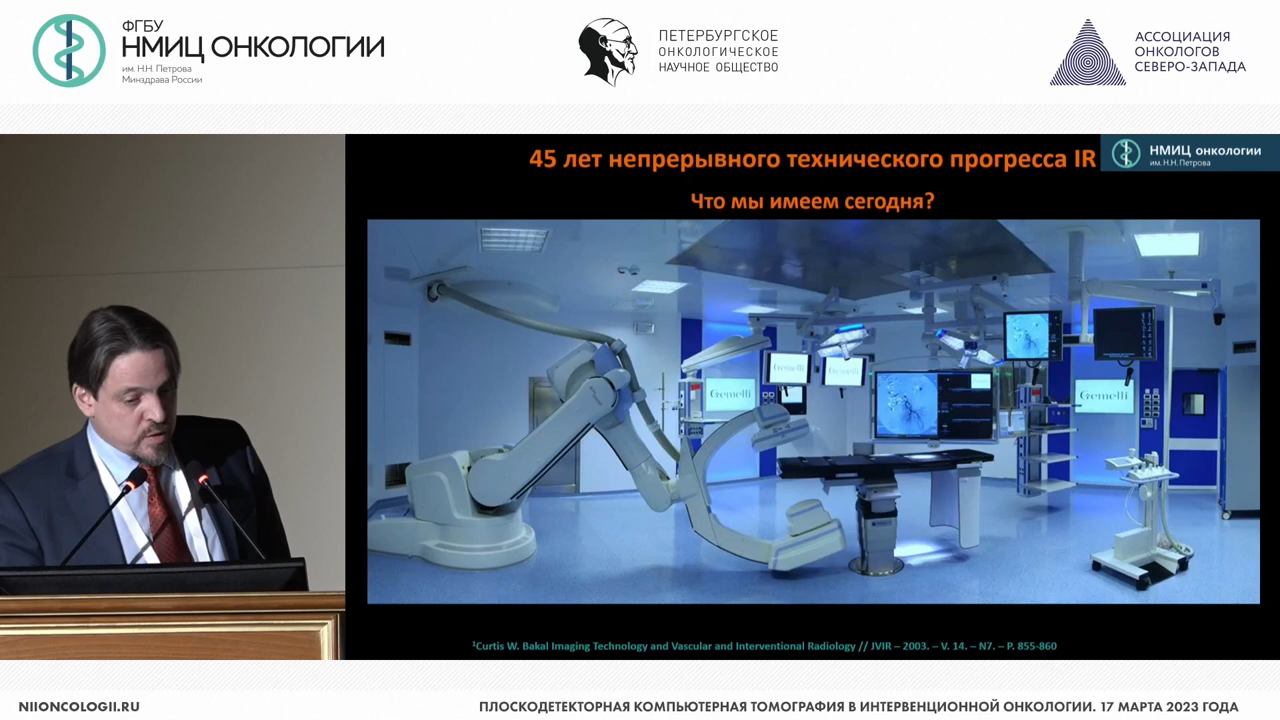 ФГБУ
НМИЦ ОНКОЛОГИИ
им. Н.Н. Петрова
Минздрава России
ПЕТЕРБУРГСКОЕ
ОНКОЛОГИЧЕСКОЕ
НАУЧНОЕ ОБЩЕСТВО
АССОЦИАЦИЯ
ОНКОЛОГОВ
СЕВЕРО-ЗАПАДА
45 лет непрерывного технического прогресса IR
НМИЦ онкологии
им. Н.Н. Петрова
Что мы имеем сегодня?
Gemelli
Gemelli
Gemelli
Gemelli
¹Curtis W. Bakal Imaging Technology and Vascular and Interventional Radiology // JVIR – 2003. – V. 14. – N7. – P. 855-860
NIIONCOLOGII.RU
ПЛОСКОДЕТЕКТОРНАЯ КОМПЬЮТЕРНАЯ ТОМОГРАФИЯ В ИНТЕРВЕНЦИОННОЙ ОНКОЛОГИИ. 17 МАРТА 2023 ГОДА